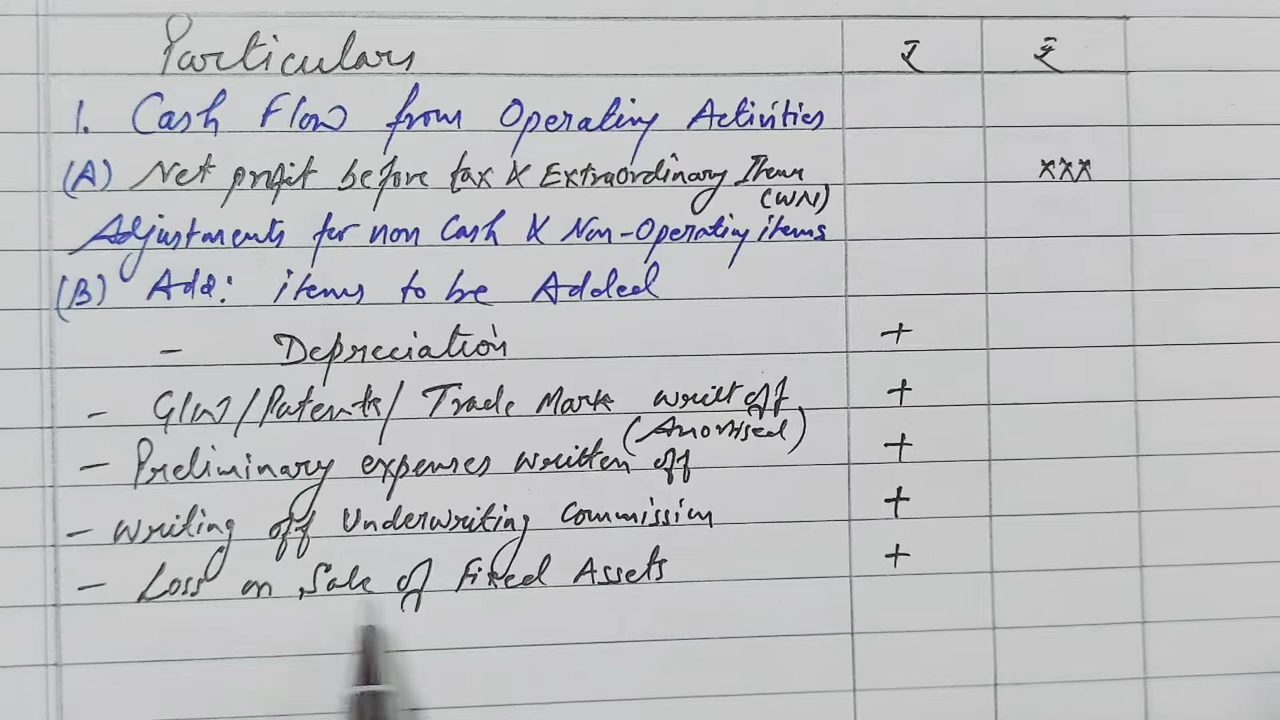 Particulars ₹ ₹
1. Cash Flow from Operating Activities
(A) Net profit before tax & Extraordinary Items xxx
(WN)
Adjustments for non Cash & Non-Operating items
(B) Add: items to be Added
- Depreciation +
- G/W/Patents/Trade Mark writt off +
(Amortised)
- Preliminary expenses written off +
- Writing off Underwriting Commission +
- Loss on Sale of Fixed Assets +